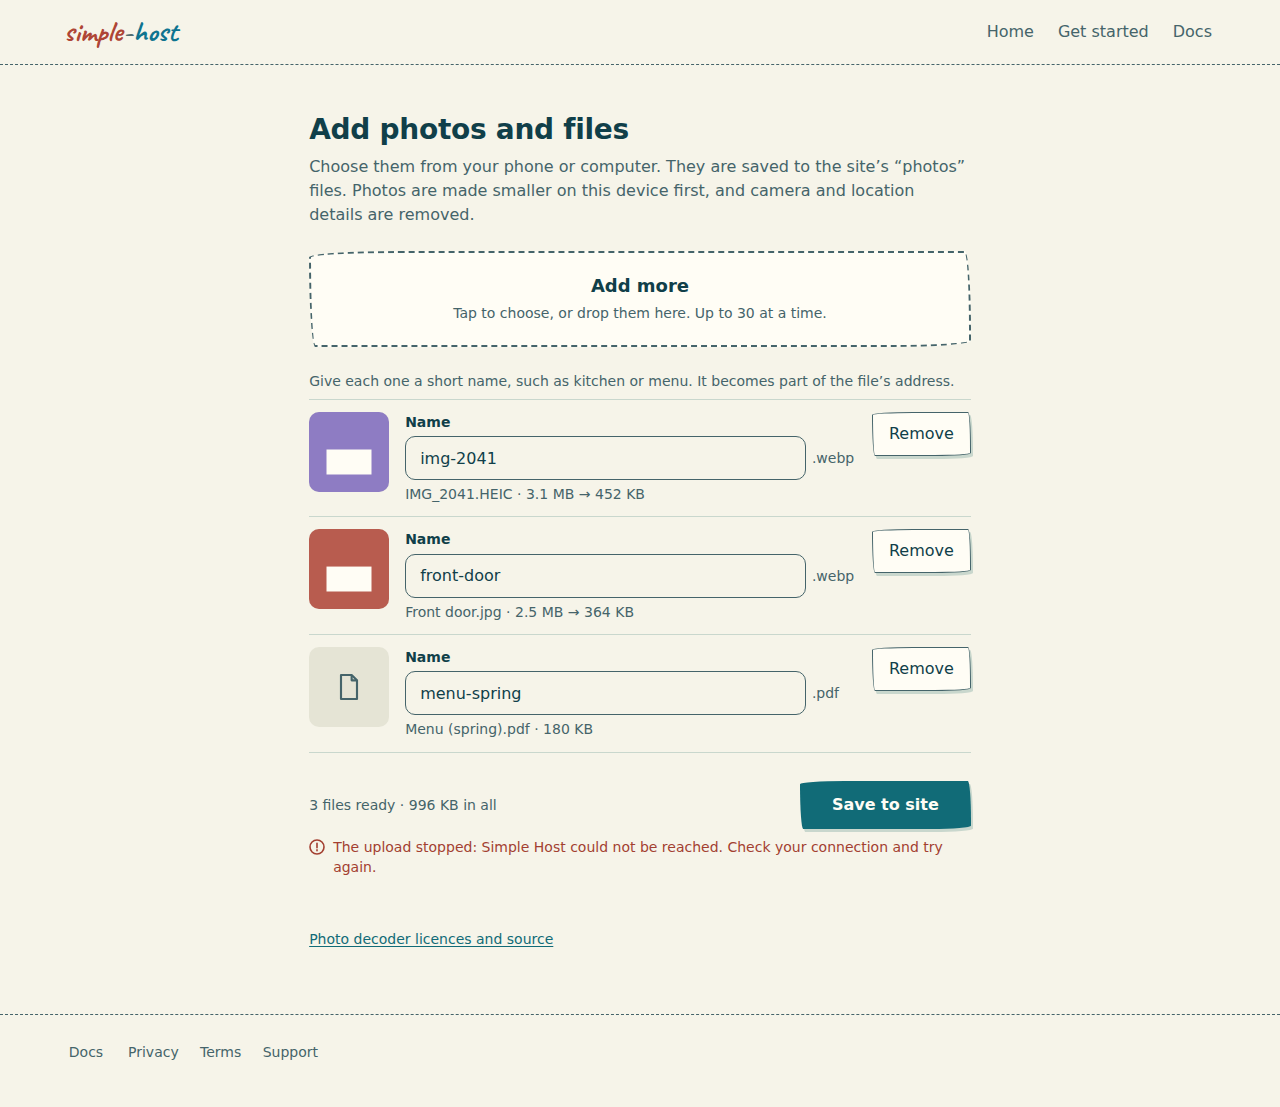 simple-host
Home Get started Docs
Add photos and files
Choose them from your phone or computer. They are saved to the site’s “photos”
files. Photos are made smaller on this device first, and camera and location
details are removed.
Add more
Tap to choose, or drop them here. Up to 30 at a time.
Give each one a short name, such as kitchen or menu. It becomes part of the file’s address.
Name
img-2041 .webp
Remove
IMG_2041.HEIC · 3.1 MB → 452 KB
Name
front-door .webp
Remove
Front door.jpg · 2.5 MB → 364 KB
Name
menu-spring .pdf
Remove
Menu (spring).pdf · 180 KB
3 files ready · 996 KB in all
Save to site
The upload stopped: Simple Host could not be reached. Check your connection and try
again.
Photo decoder licences and source
Docs Privacy Terms Support